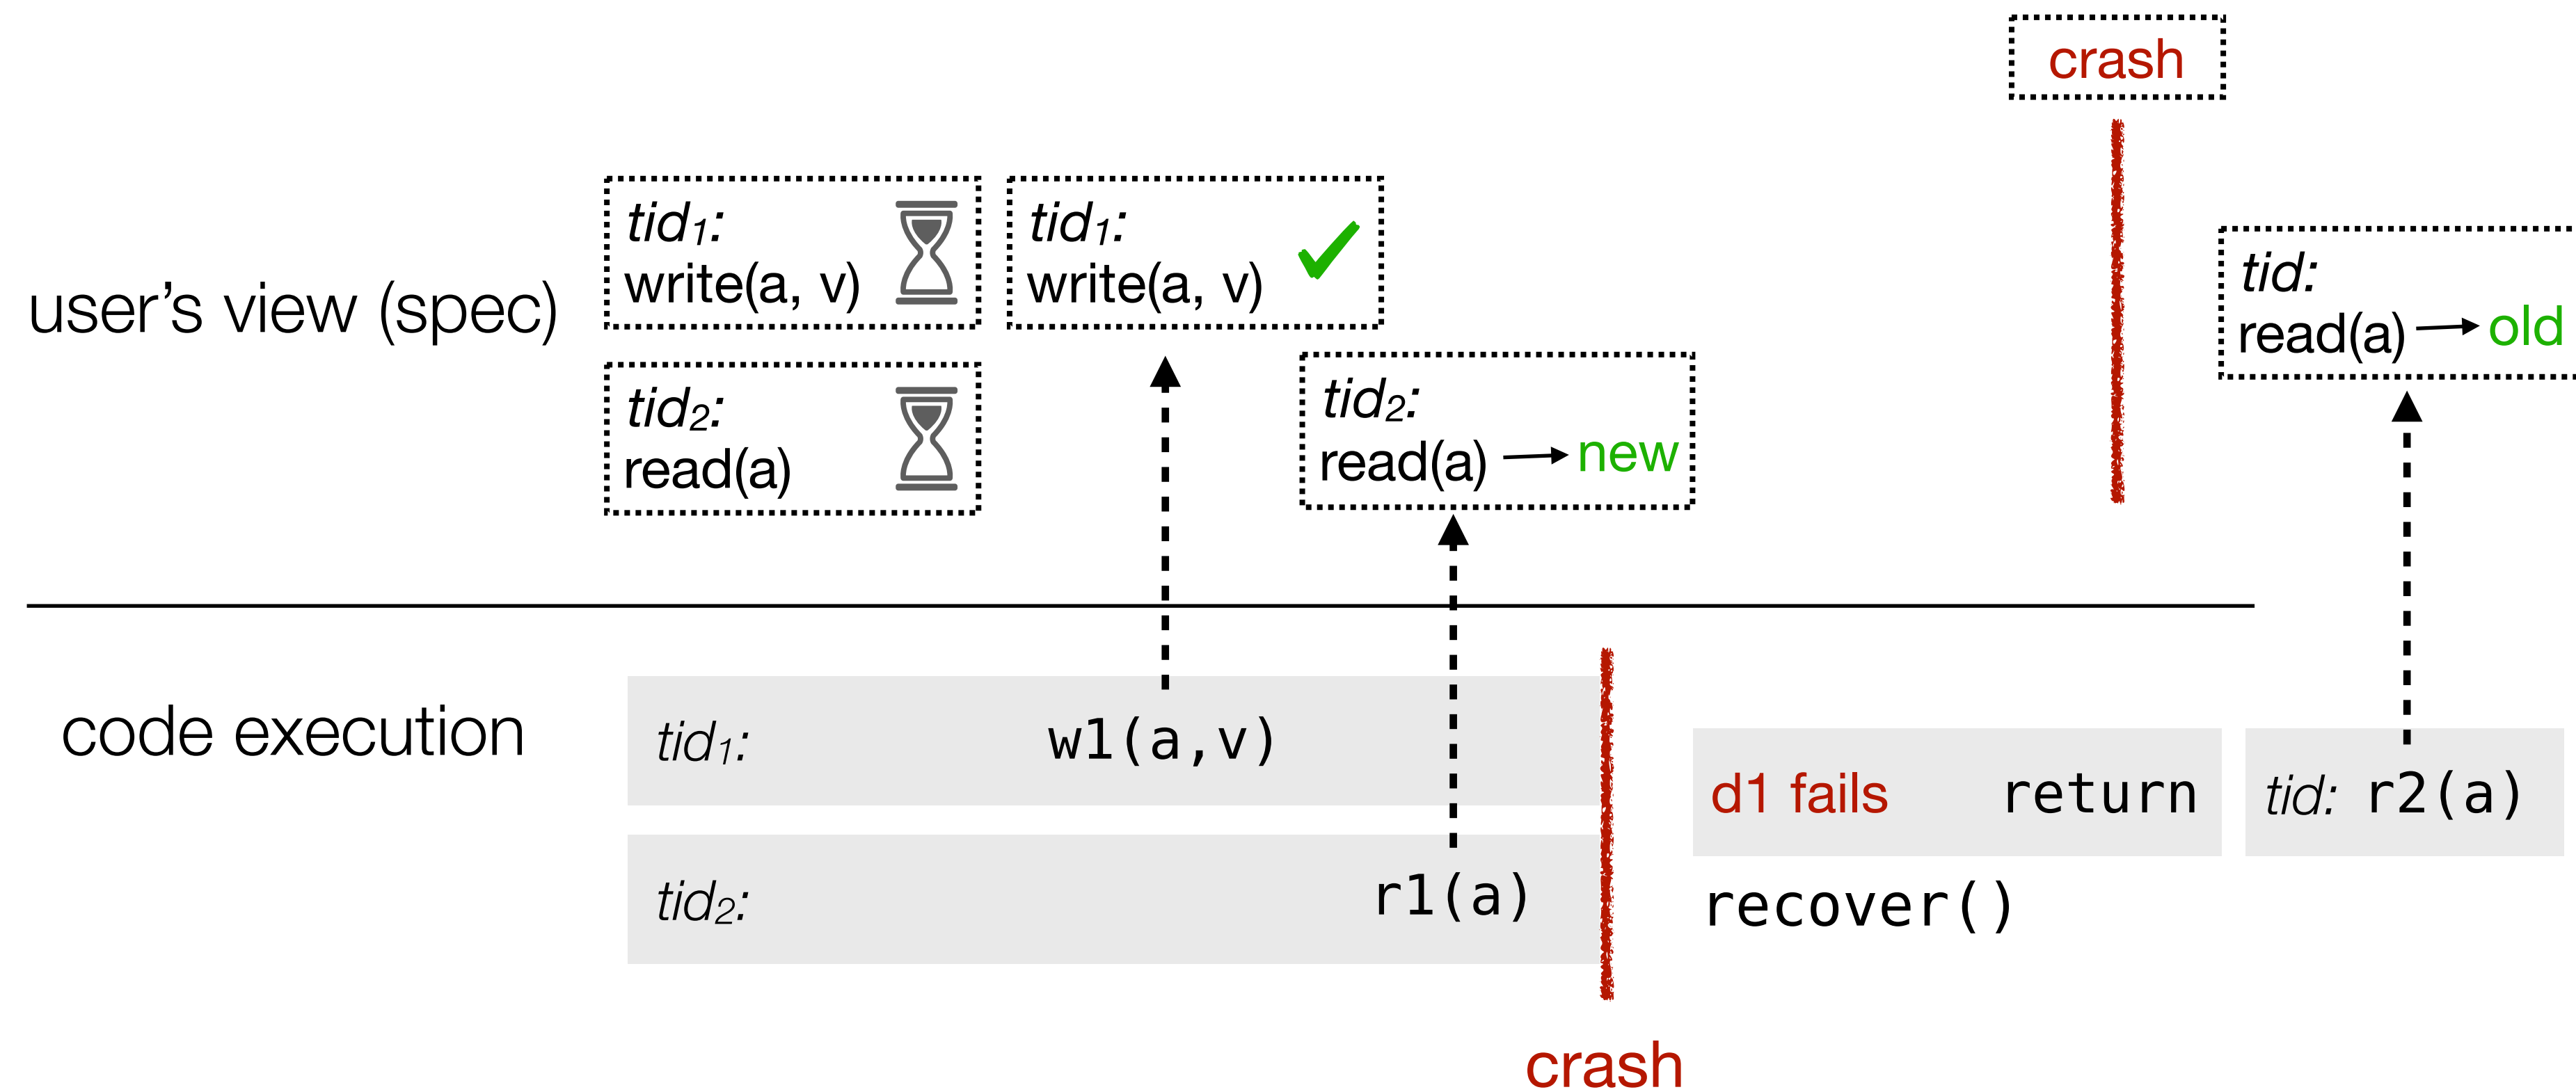 crash
user's view (spec)
tid₁:
write(a, v)
tid₁:
write(a, v)
tid₂:
read(a)
tid₂:
read(a) → new
tid:
read(a) → old
code execution
tid₁: w1(a,v)
tid₂: r1(a)
d1 fails return
recover()
tid: r2(a)
crash